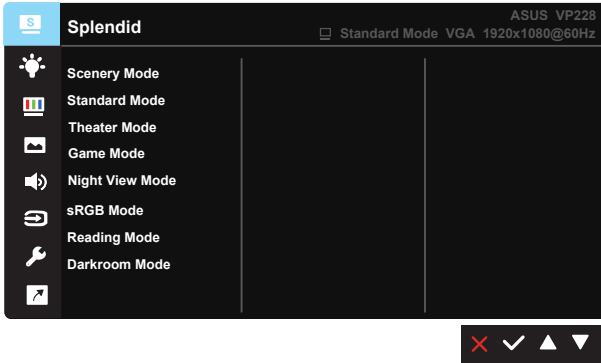 S
Splendid
ASUS VP228
Standard Mode VGA 1920x1080@60Hz
Scenery Mode
Standard Mode
Theater Mode
Game Mode
Night View Mode
sRGB Mode
Reading Mode
Darkroom Mode